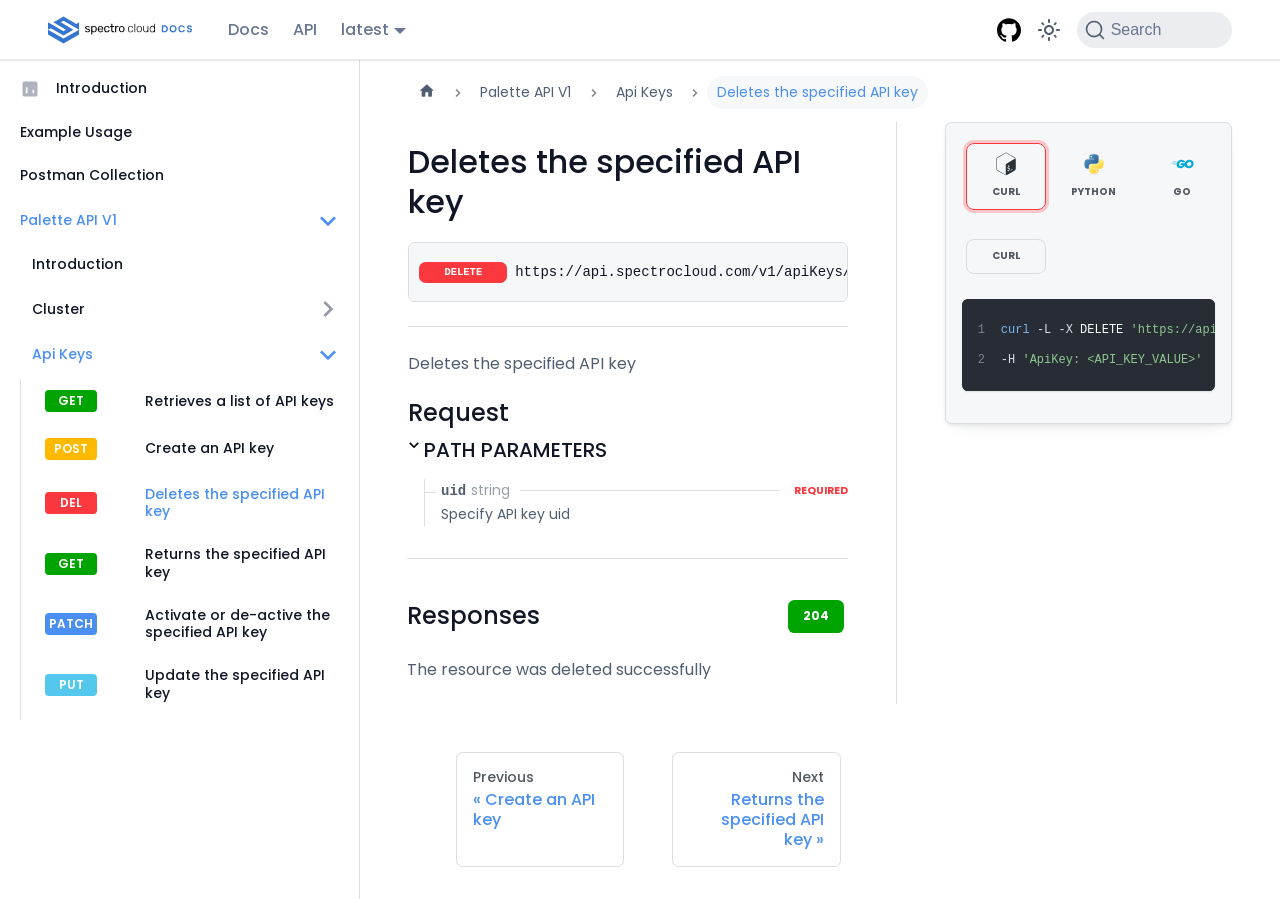 spectro cloud DOCS
Docs
API
latest
Search
Introduction
Example Usage
Postman Collection
Palette API V1
Introduction
Cluster
Api Keys
GET Retrieves a list of API keys
POST Create an API key
DEL Deletes the specified API
key
GET Returns the specified API
key
PATCH Activate or de-active the
specified API key
PUT Update the specified API
key
Palette API V1
Api Keys
Deletes the specified API key
Deletes the specified API
key
DELETE https://api.spectrocloud.com/v1/apiKeys/
Deletes the specified API key
Request
PATH PARAMETERS
uid string REQUIRED
Specify API key uid
Responses
204
The resource was deleted successfully
Previous
« Create an API
key
Next
Returns the
specified API
key »
CURL
PYTHON
GO
CURL
1 curl -L -X DELETE 'https://api
2 -H 'ApiKey: <API_KEY_VALUE>'